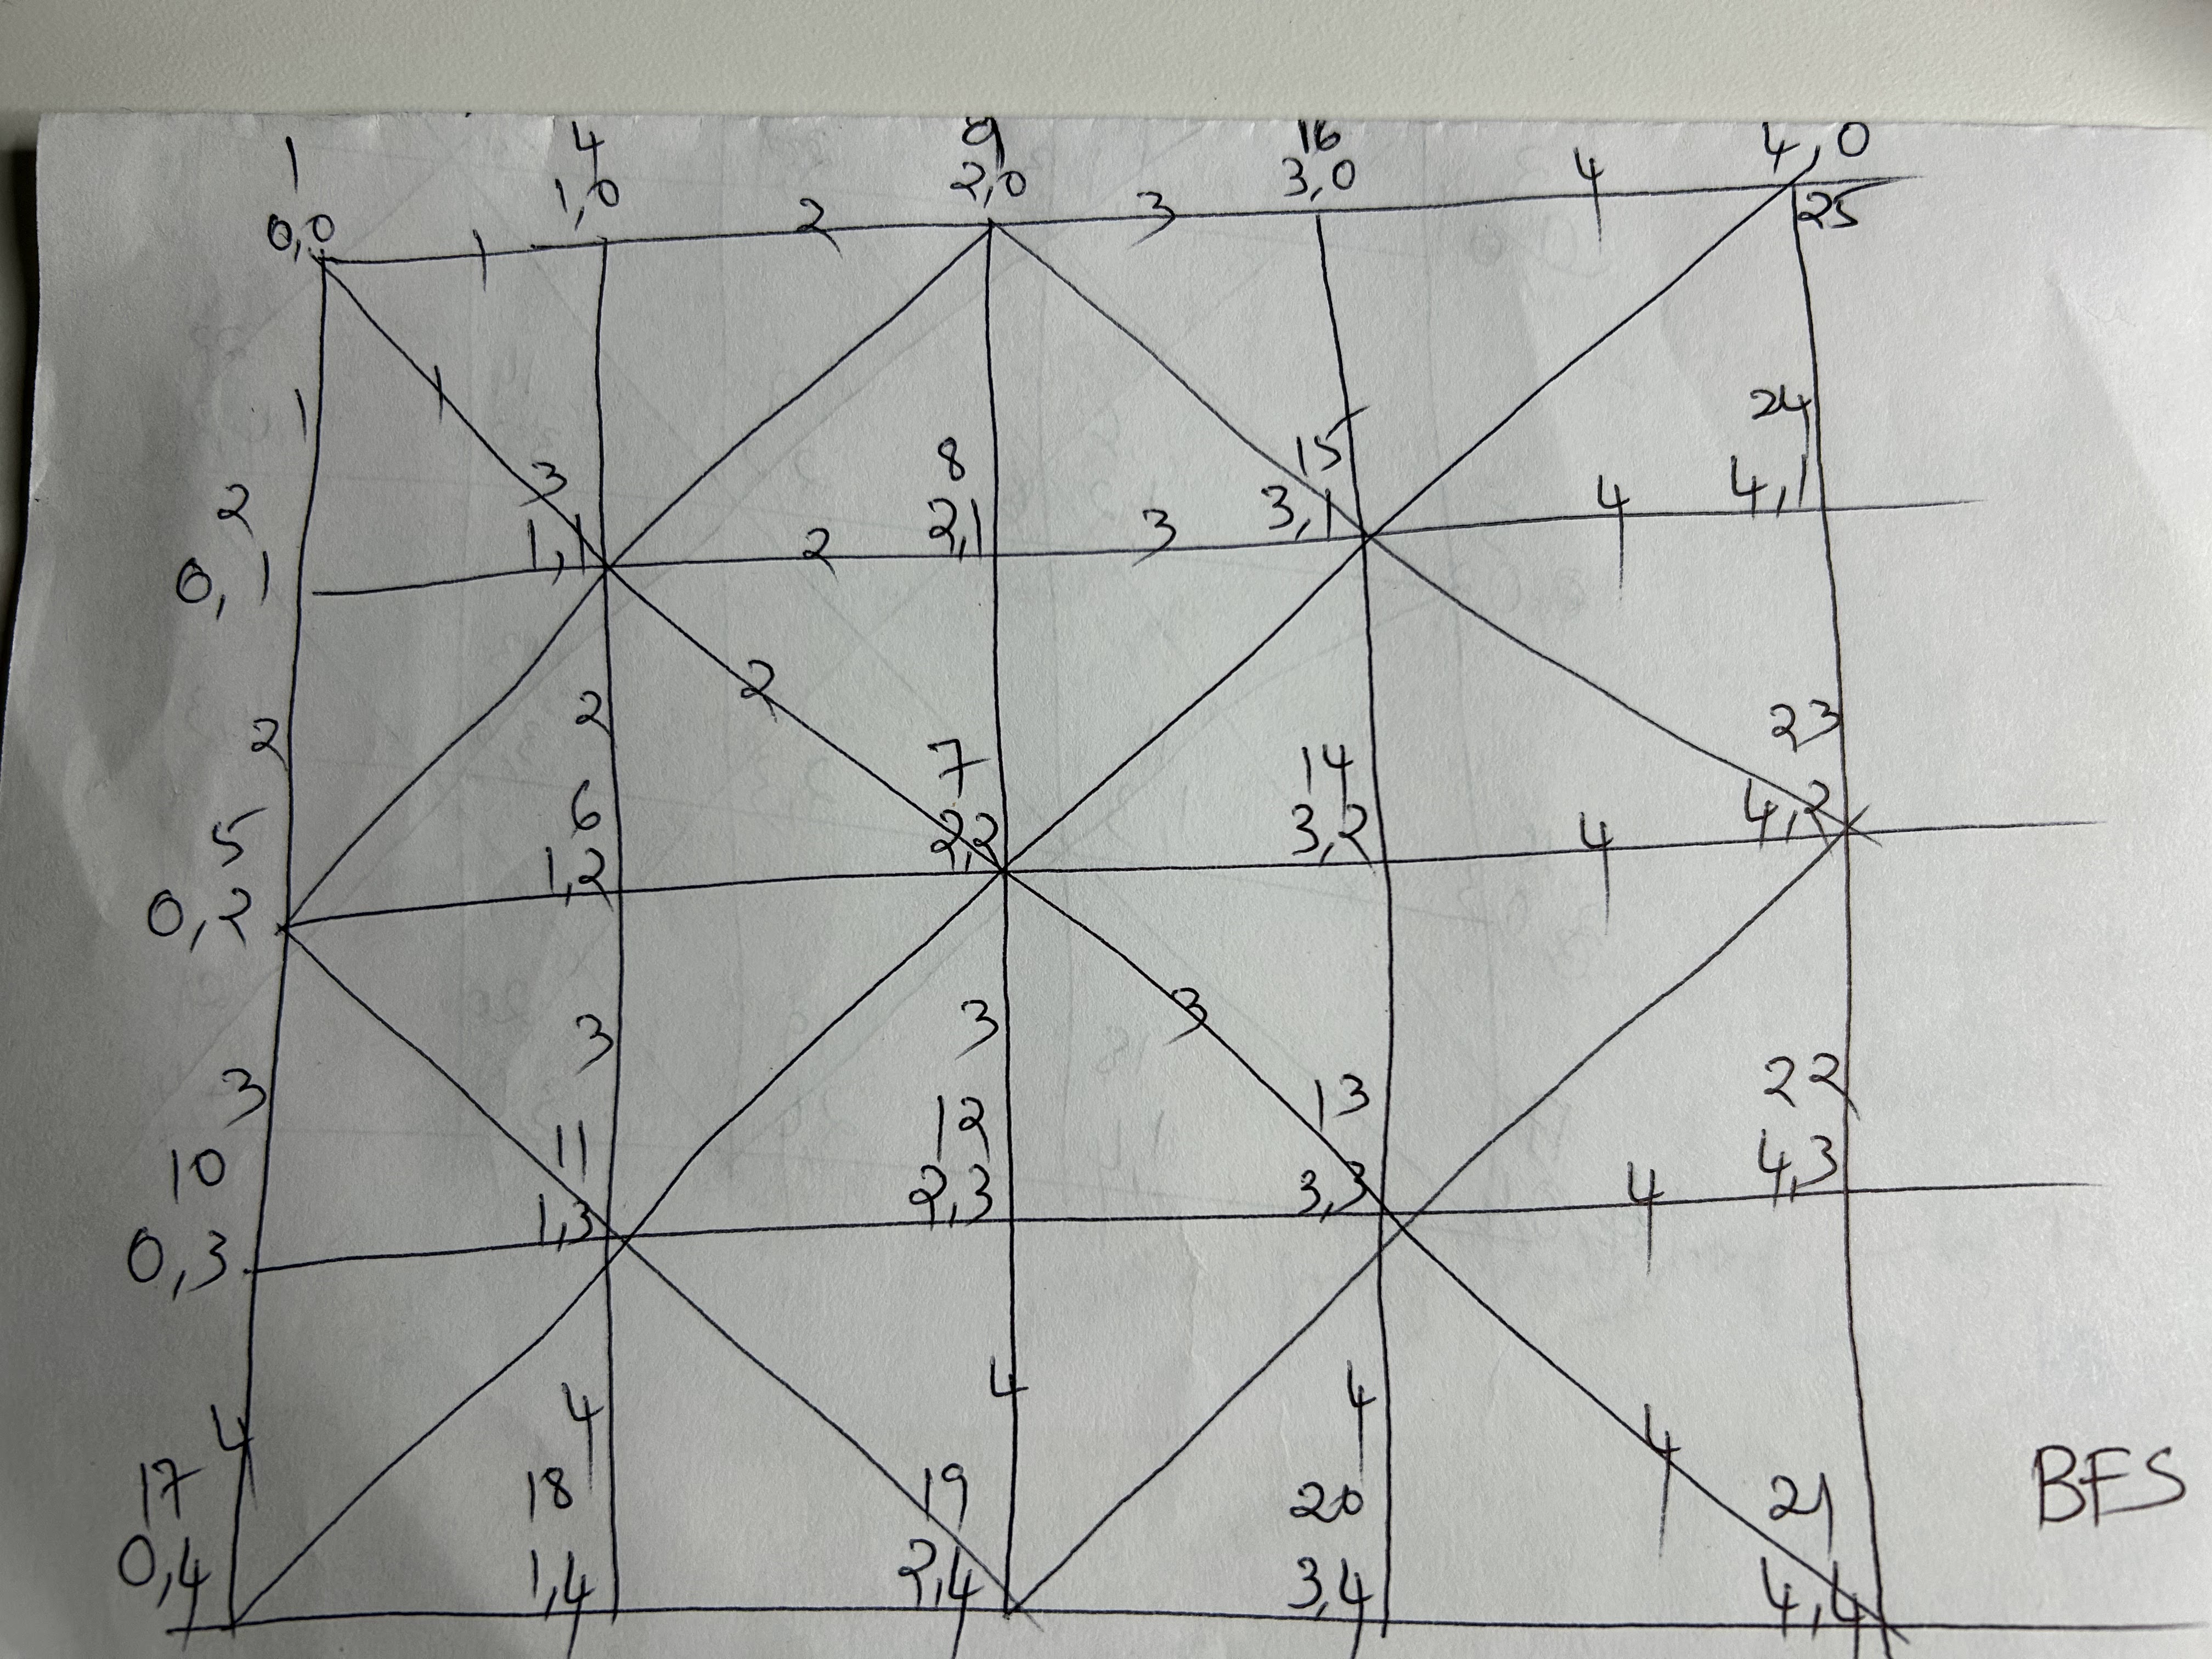 1 4 9 16 4,0
0,0 1,0 2,0 3,0 25
1 2 3 4
1 1
2 3 8 15 24
0,1 1,1 2,1 3,1 4,1
2 3 4
2 2 2
5 6 7 14 23
0,2 1,2 2,2 3,2 4,2
4
3 3 3 3
10 11 12 13 22
0,3 1,3 2,3 3,3 4,3
4
4 4 4 4 4
17 18 19 20 21
0,4 1,4 2,4 3,4 4,4
BFS